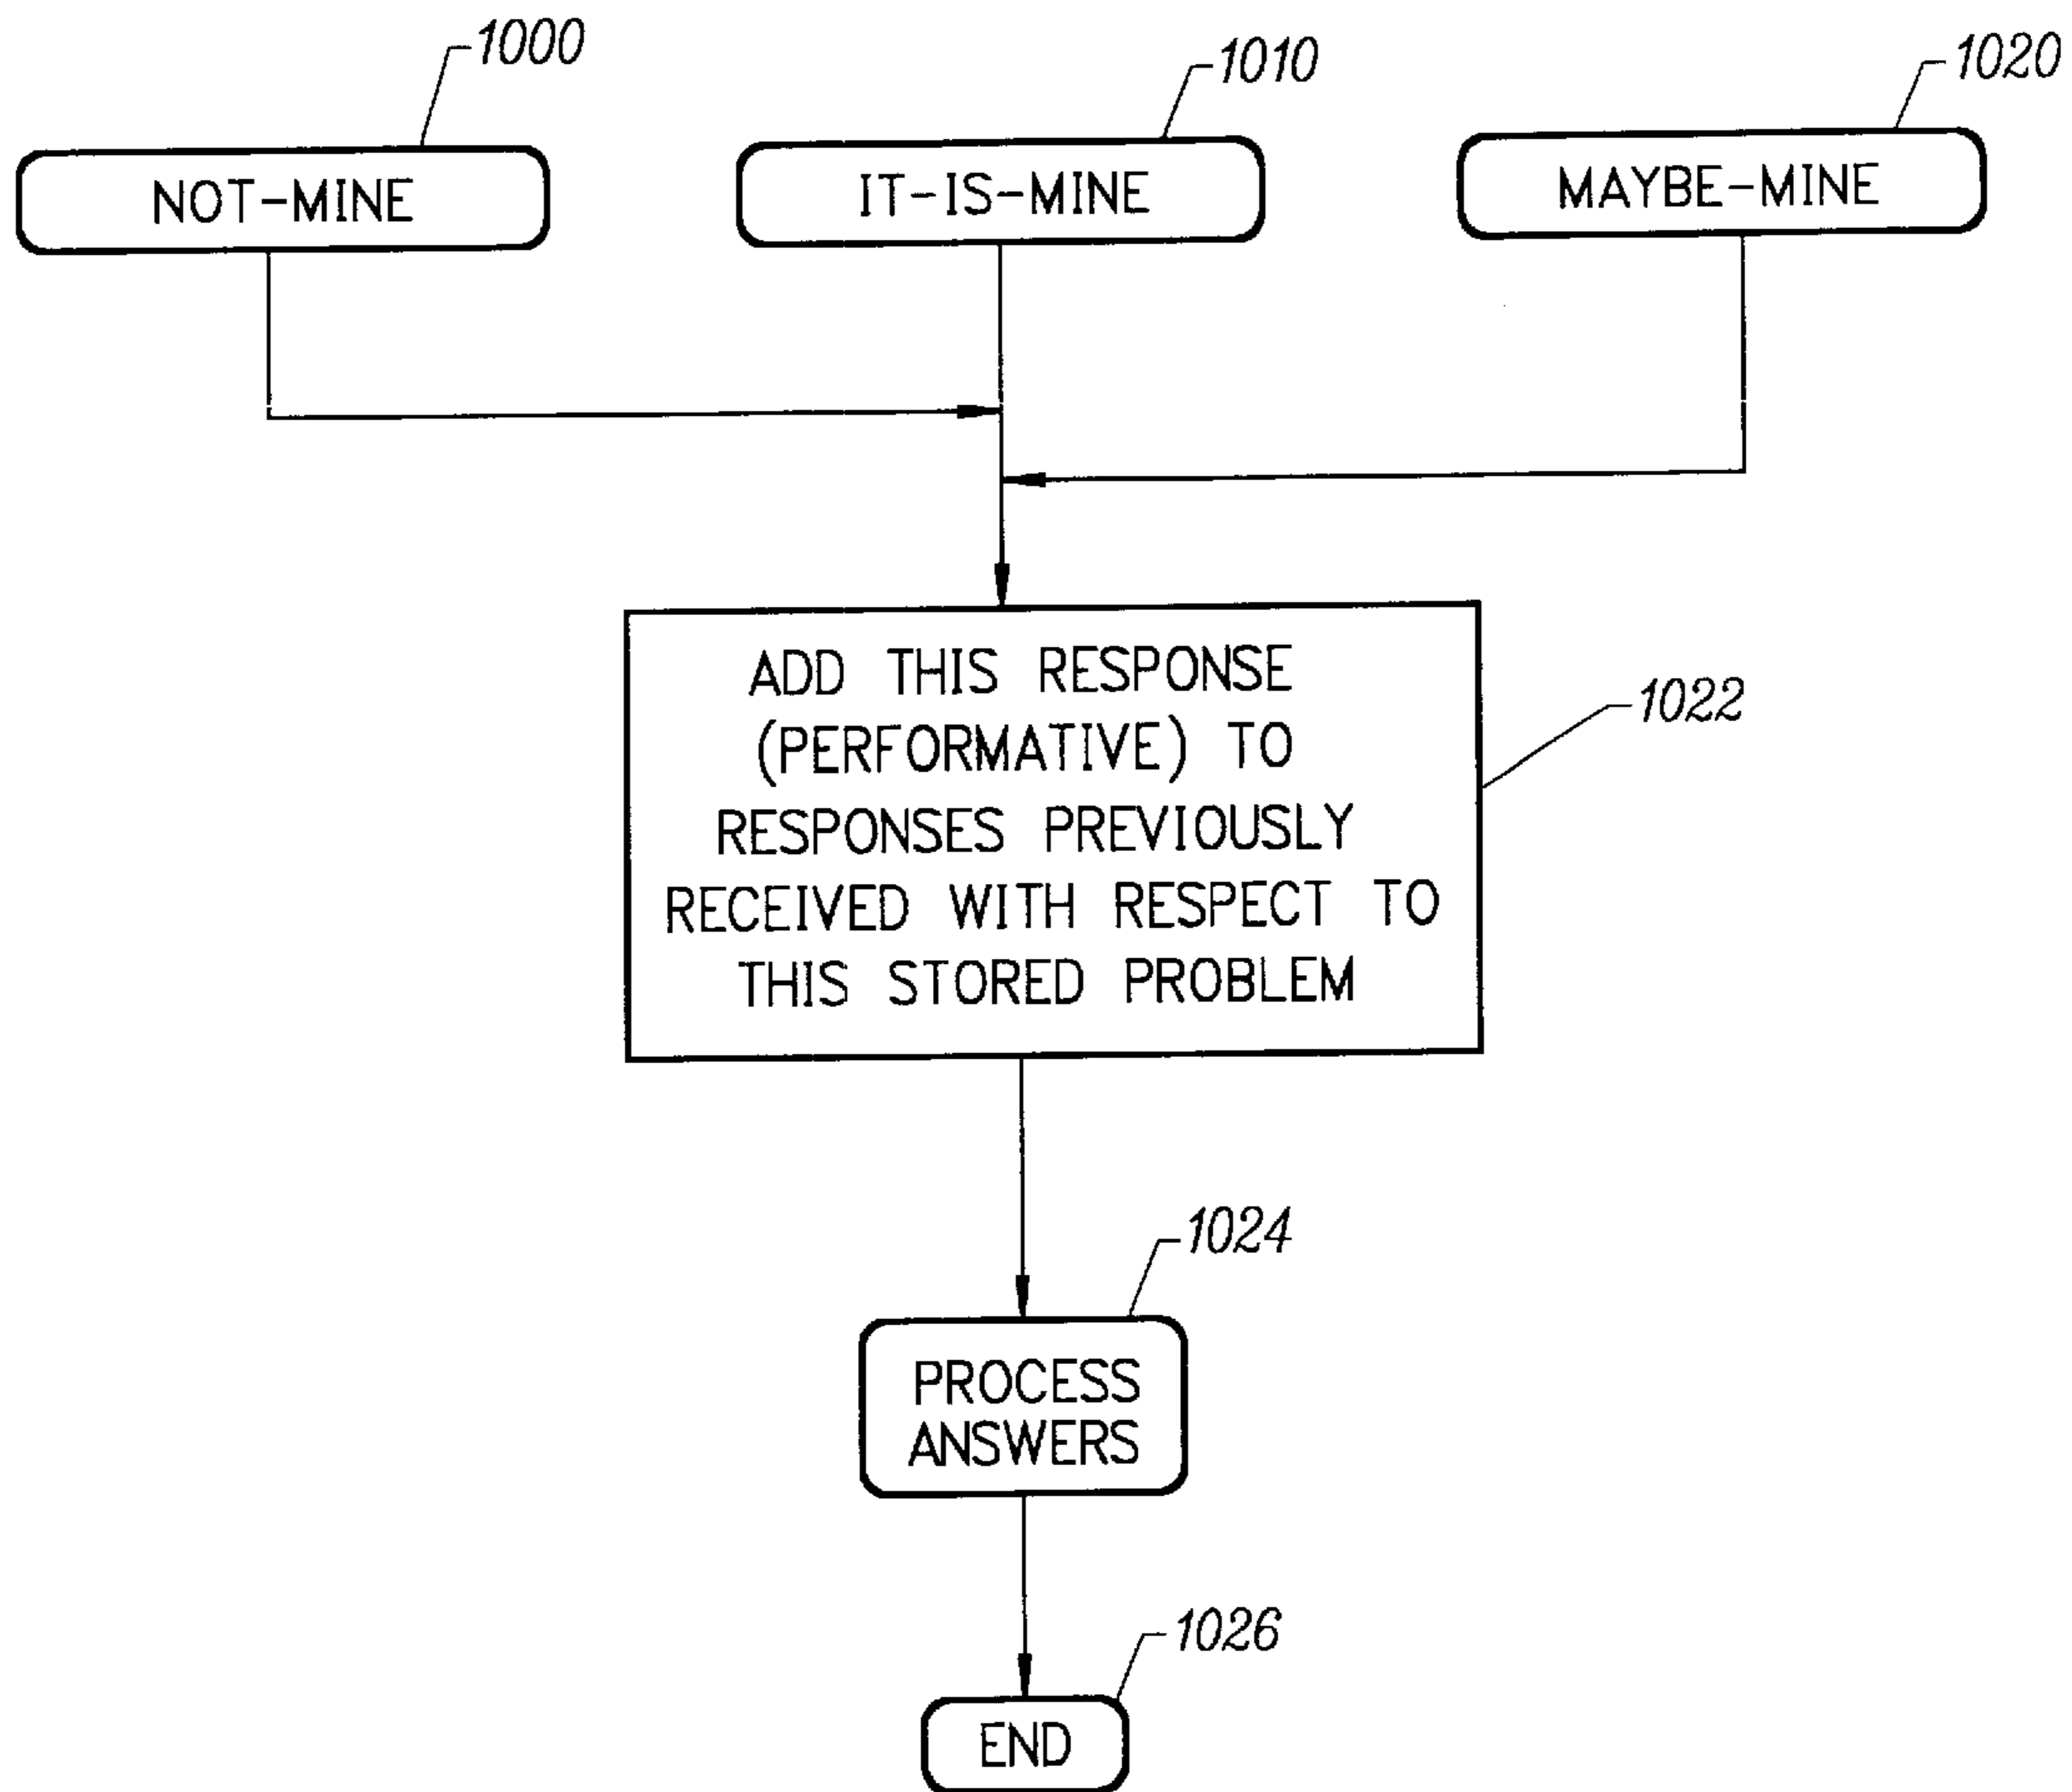 1000
1010
1020
NOT-MINE
IT-IS-MINE
MAYBE-MINE
ADD THIS RESPONSE
(PERFORMATIVE) TO
RESPONSES PREVIOUSLY
RECEIVED WITH RESPECT TO
THIS STORED PROBLEM
1022
1024
PROCESS
ANSWERS
1026
END